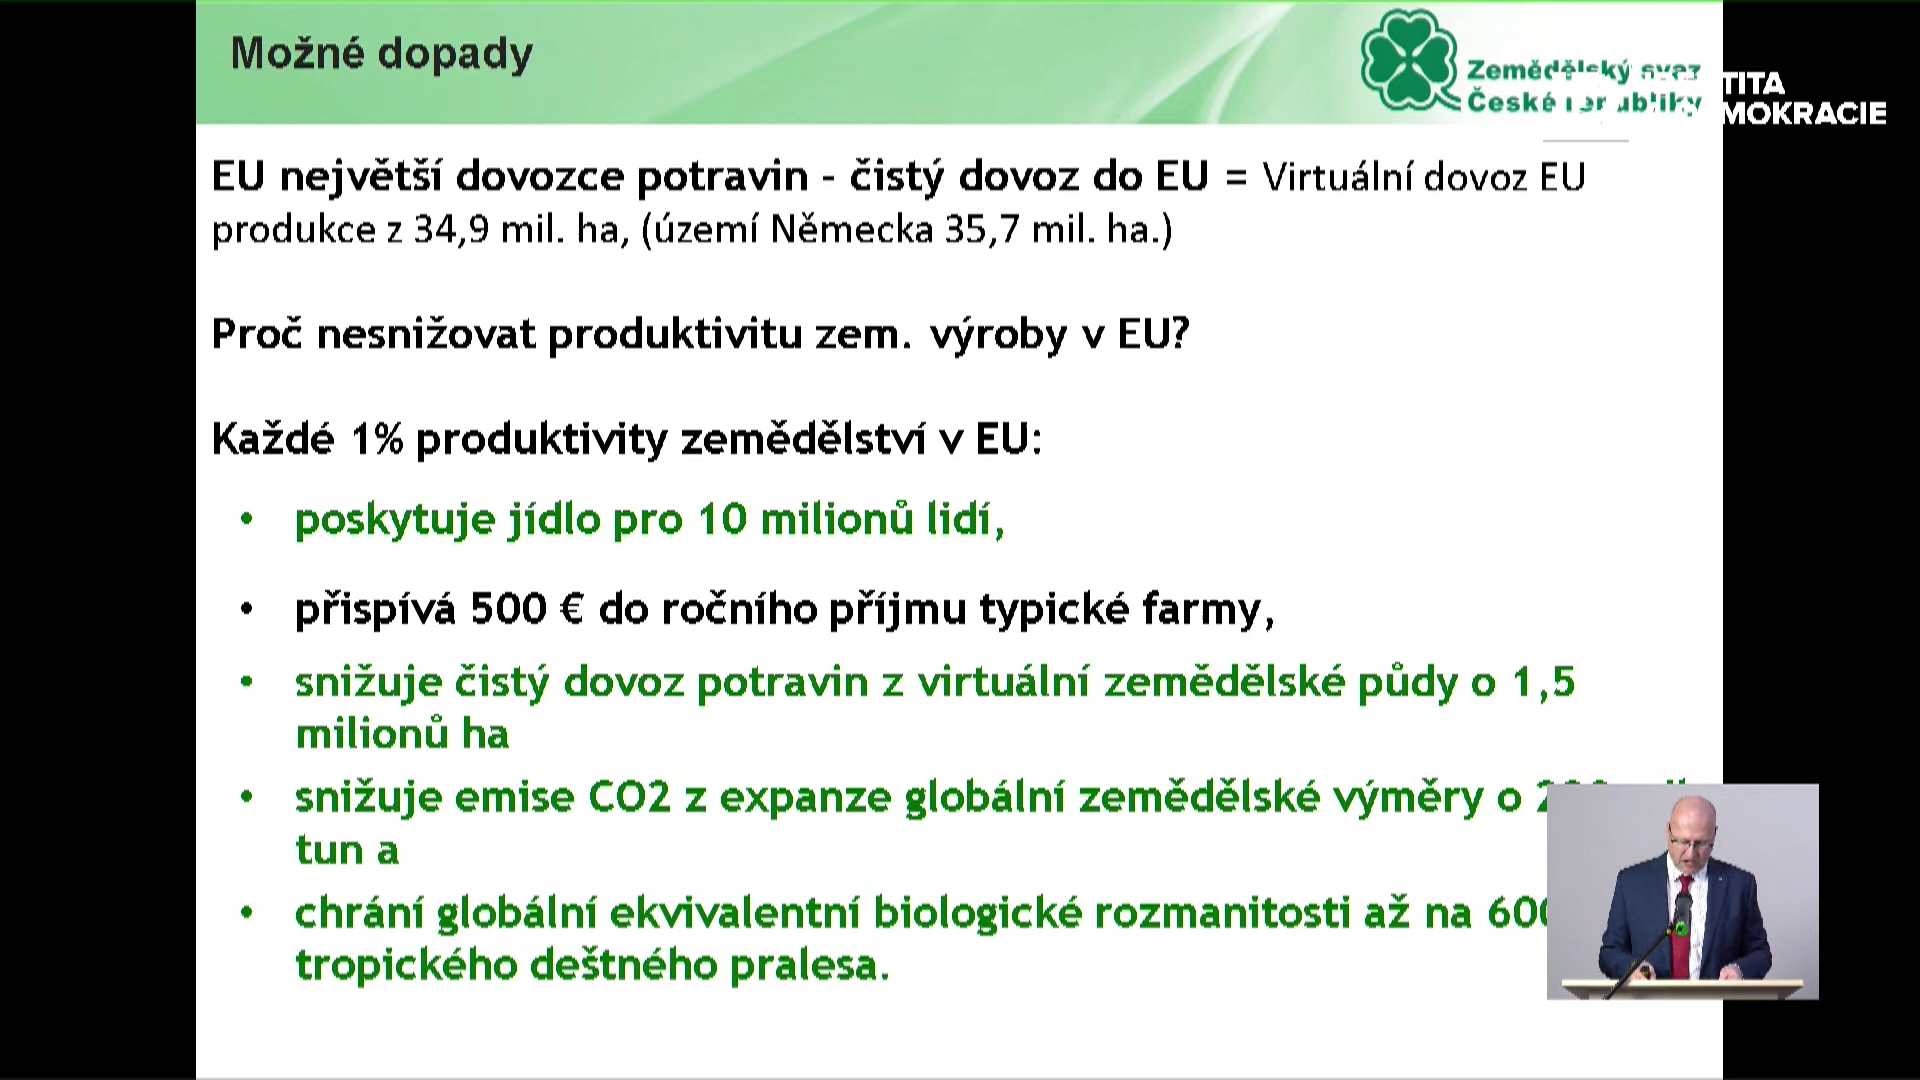 Možné dopady
Zemědělský svaz
České republiky
TITA
MOKRACIE
EU největší dovozce potravin - čistý dovoz do EU = Virtuální dovoz EU
produkce z 34,9 mil. ha, (území Německa 35,7 mil. ha.)
Proč nesnižovat produktivitu zem. výroby v EU?
Každé 1% produktivity zemědělství v EU:
• poskytuje jídlo pro 10 milionů lidí,
• přispívá 500 € do ročního příjmu typické farmy,
• snižuje čistý dovoz potravin z virtuální zemědělské půdy o 1,5
milionů ha
• snižuje emise CO2 z expanze globální zemědělské výměry o
tun a
• chrání globální ekvivalentní biologické rozmanitosti až na
tropického deštného pralesa.